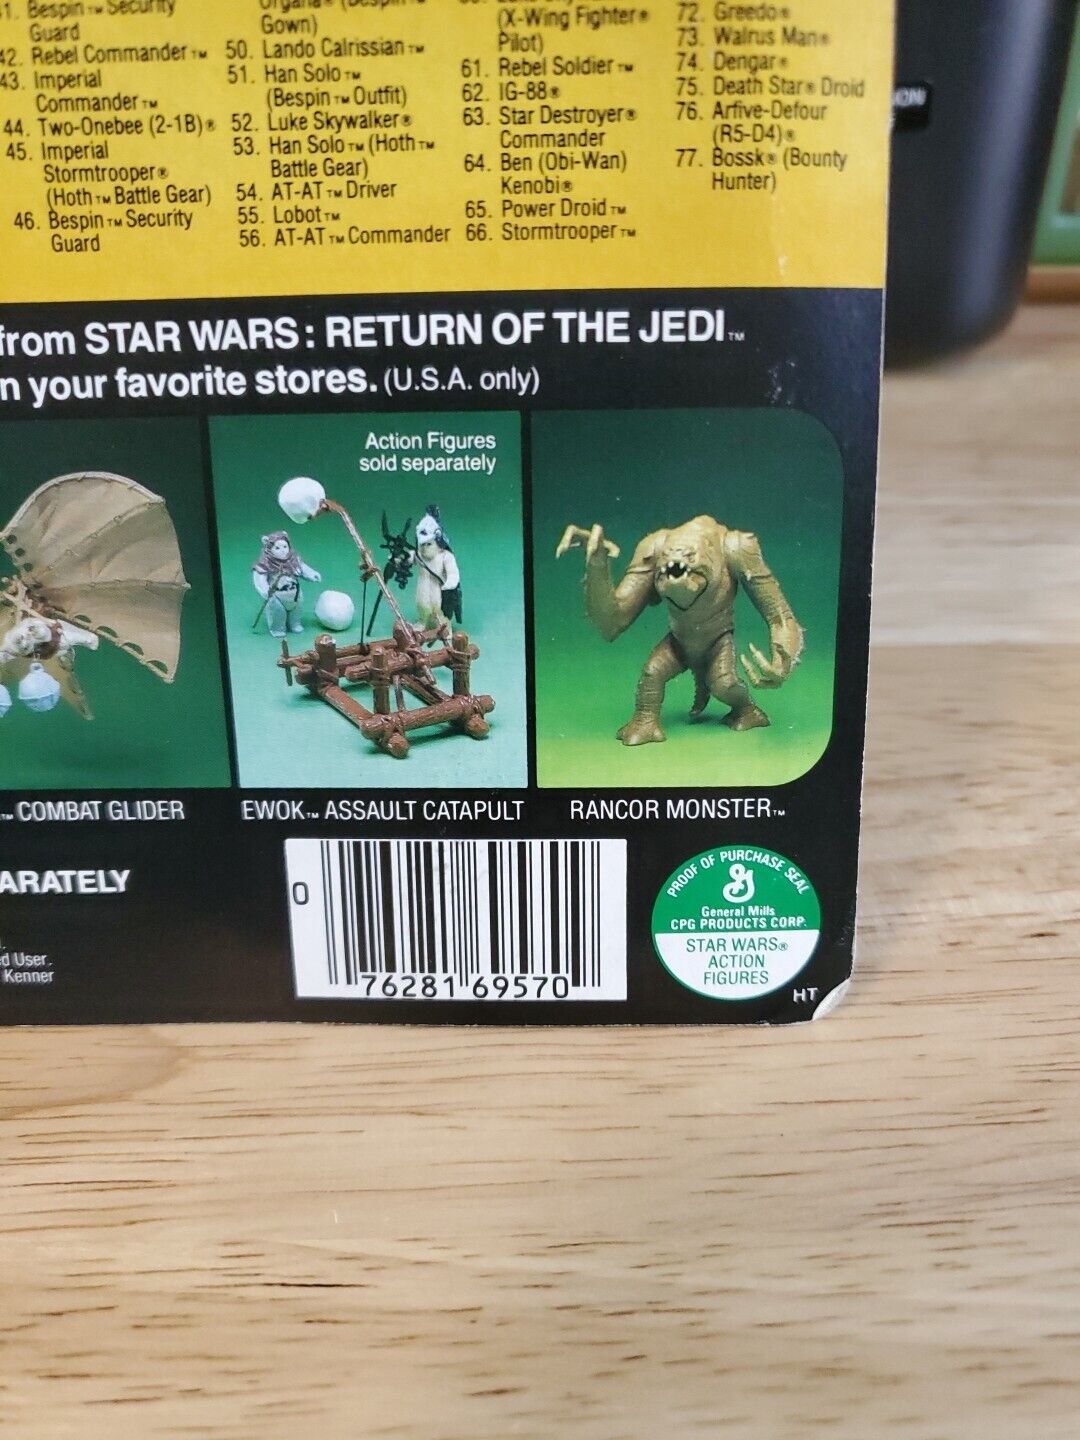 41. Bespin™ Security
Guard
42. Rebel Commander™
43. Imperial
Commander™
44. Two-Onebee (2-1B)®
45. Imperial
Stormtrooper®
(Hoth™ Battle Gear)
46. Bespin™ Security
Guard
Organa® (Bespin™
Gown)
50. Lando Calrissian™
51. Han Solo™
(Bespin™ Outfit)
52. Luke Skywalker®
53. Han Solo™ (Hoth™
Battle Gear)
54. AT-AT™ Driver
55. Lobot™
56. AT-AT™ Commander
(X-Wing Fighter®
Pilot)
61. Rebel Soldier™
62. IG-88®
63. Star Destroyer®
Commander
64. Ben (Obi-Wan)
Kenobi®
65. Power Droid™
66. Stormtrooper™
72. Greedo®
73. Walrus Man®
74. Dengar®
75. Death Star® Droid
76. Arfive-Defour
(R5-D4)®
77. Bossk® (Bounty
Hunter)
ON
from STAR WARS: RETURN OF THE JEDI™
n your favorite stores. (U.S.A. only)
Action Figures
sold separately
™ COMBAT GLIDER
EWOK™ ASSAULT CATAPULT
RANCOR MONSTER™
ARATELY
d User.
Kenner
0
76281 69570
PROOF OF PURCHASE SEAL
G
General Mills
CPG PRODUCTS CORP.
STAR WARS®
ACTION
FIGURES
HT